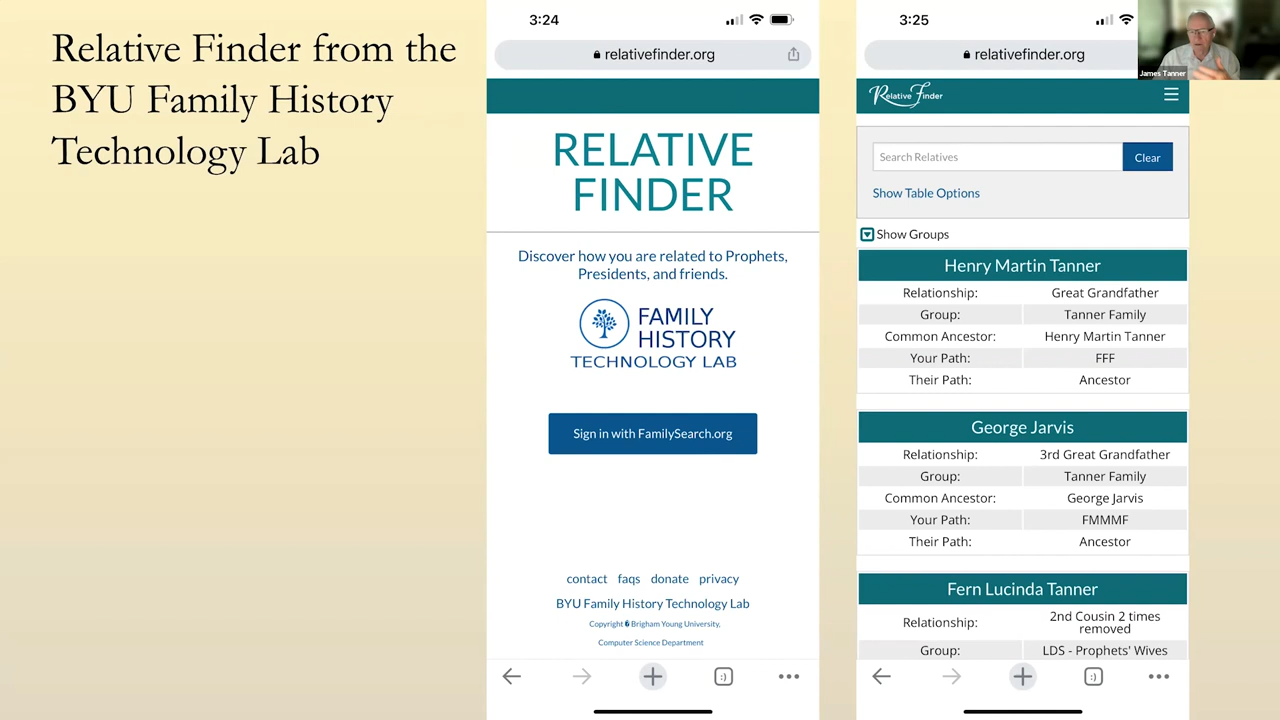 Relative Finder from the
BYU Family History
Technology Lab
3:24
relativefinder.org
RELATIVE
FINDER
Discover how you are related to Prophets,
Presidents, and friends.
FAMILY
HISTORY
TECHNOLOGY LAB
Sign in with FamilySearch.org
contact faqs donate privacy
BYU Family History Technology Lab
Copyright Brigham Young University,
Computer Science Department
:)
3:25
relativefinder.org
James Tanner
Relative Finder
Search Relatives
Clear
Show Table Options
Show Groups
Henry Martin Tanner
Relationship: Great Grandfather
Group: Tanner Family
Common Ancestor: Henry Martin Tanner
Your Path: FFF
Their Path: Ancestor
George Jarvis
Relationship: 3rd Great Grandfather
Group: Tanner Family
Common Ancestor: George Jarvis
Your Path: FMMMF
Their Path: Ancestor
Fern Lucinda Tanner
Relationship: 2nd Cousin 2 times
removed
Group: LDS - Prophets' Wives
:)